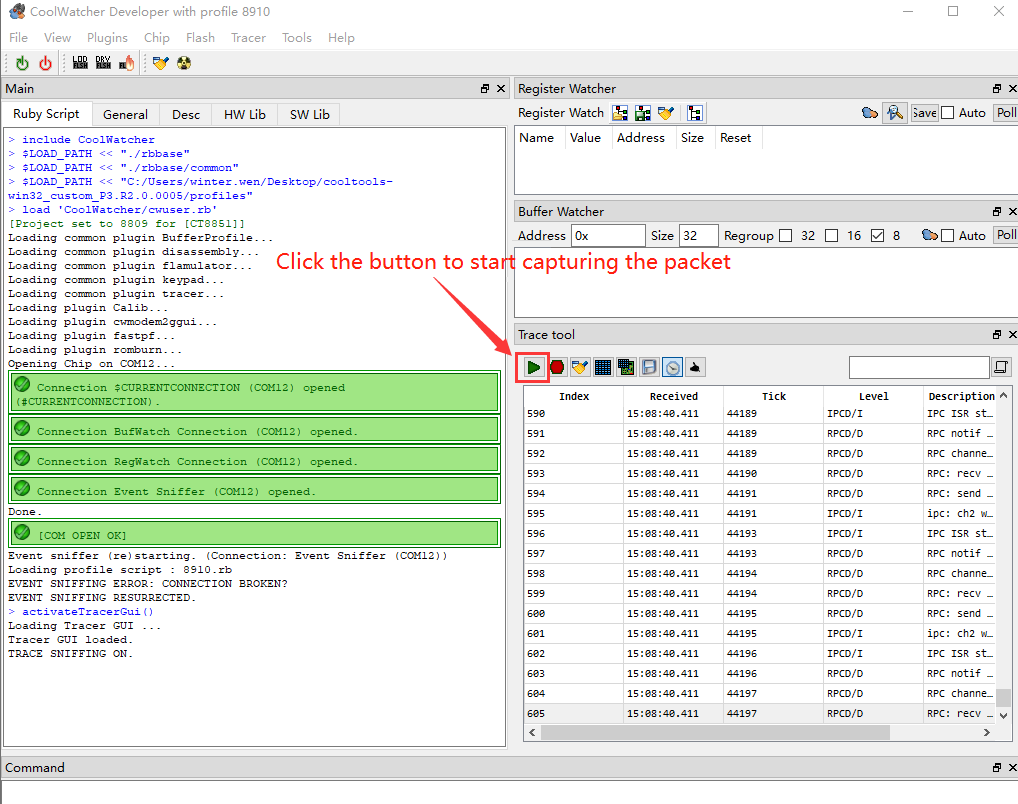 CoolWatcher Developer with profile 8910
File View Plugins Chip Flash Tracer Tools Help
Main
Ruby Script General Desc HW Lib SW Lib
> include CoolWatcher
> $LOAD_PATH << "./rbbase"
> $LOAD_PATH << "./rbbase/common"
> $LOAD_PATH << "C:/Users/winter.wen/Desktop/cooltools-
win32_custom_P3.R2.0.0005/profiles"
> load 'CoolWatcher/cwuser.rb'
[Project set to 8809 for [CT8851]]
Loading common plugin BufferProfile...
Loading common plugin disassembly...
Loading common plugin flamulator...
Loading common plugin keypad...
Loading common plugin tracer...
Loading plugin Calib...
Loading plugin cwmodem2ggui...
Loading plugin fastpf...
Loading plugin romburn...
Opening Chip on COM12...
Connection $CURRENTCONNECTION (COM12) opened
(#CURRENTCONNECTION).
Connection BufWatch Connection (COM12) opened.
Connection RegWatch Connection (COM12) opened.
Connection Event Sniffer (COM12) opened.
Done.
[COM OPEN OK]
Event sniffer (re)starting. (Connection: Event Sniffer (COM12))
Loading profile script : 8910.rb
EVENT SNIFFING ERROR: CONNECTION BROKEN?
EVENT SNIFFING RESURRECTED.
> activateTracerGui()
Loading Tracer GUI ...
Tracer GUI loaded.
TRACE SNIFFING ON.
Click the button to start capturing the packet
Register Watcher
Register Watch Save Auto Poll
Name Value Address Size Reset
Buffer Watcher
Address 0x Size 32 Regroup 32 16 8 Auto Poll
Trace tool
Index Received Tick Level Description
590 15:08:40.411 44189 IPCD/I IPC ISR st...
591 15:08:40.411 44189 RPCD/D RPC notif ...
592 15:08:40.411 44189 RPCD/D RPC channe...
593 15:08:40.411 44190 RPCD/D RPC: recv ...
594 15:08:40.411 44191 RPCD/D RPC: send ...
595 15:08:40.411 44191 IPCD/I ipc: ch2 w...
596 15:08:40.411 44193 IPCD/I IPC ISR st...
597 15:08:40.411 44193 RPCD/D RPC notif ...
598 15:08:40.411 44194 RPCD/D RPC channe...
599 15:08:40.411 44194 RPCD/D RPC: recv ...
600 15:08:40.411 44195 RPCD/D RPC: send ...
601 15:08:40.411 44195 IPCD/I ipc: ch2 w...
602 15:08:40.411 44196 IPCD/I IPC ISR st...
603 15:08:40.411 44196 RPCD/D RPC notif ...
604 15:08:40.411 44197 RPCD/D RPC channe...
605 15:08:40.411 44197 RPCD/D RPC: recv ...
Command